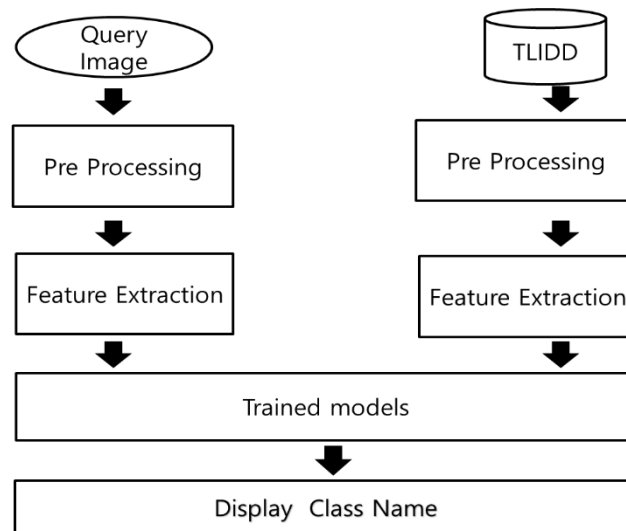 Query
Image
TLIDD
Pre Processing
Pre Processing
Feature Extraction
Feature Extraction
Trained models
Display Class Name